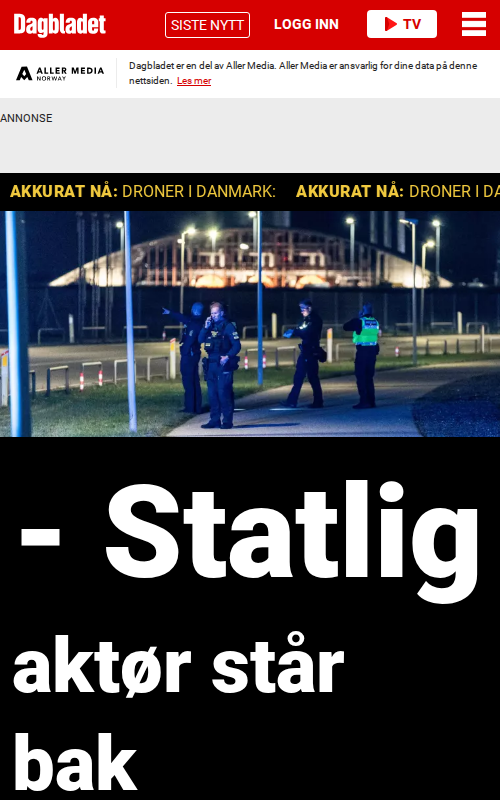 Dagbladet
SISTE NYTT
LOGG INN
TV
ALLER MEDIA
NORWAY
Dagbladet er en del av Aller Media. Aller Media er ansvarlig for dine data på denne
nettsiden. Les mer
ANNONSE
AKKURAT NÅ: DRONER I DANMARK: AKKURAT NÅ: DRONER I DA
- Statlig
aktør står
bak